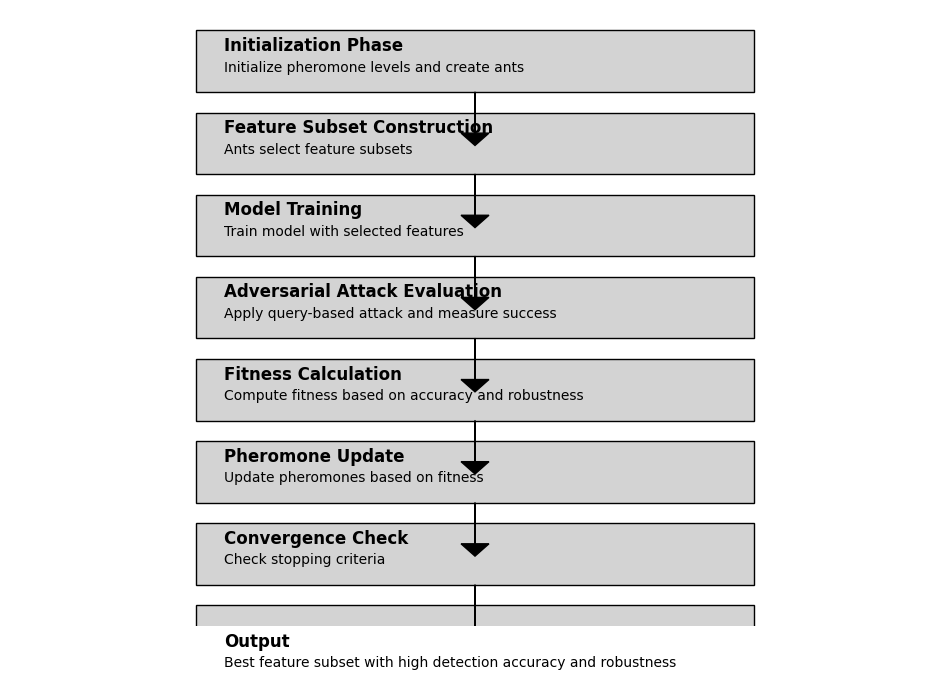 Initialization Phase
Initialize pheromone levels and create ants
Feature Subset Construction
Ants select feature subsets
Model Training
Train model with selected features
Adversarial Attack Evaluation
Apply query-based attack and measure success
Fitness Calculation
Compute fitness based on accuracy and robustness
Pheromone Update
Update pheromones based on fitness
Convergence Check
Check stopping criteria
Output
Best feature subset with high detection accuracy and robustness